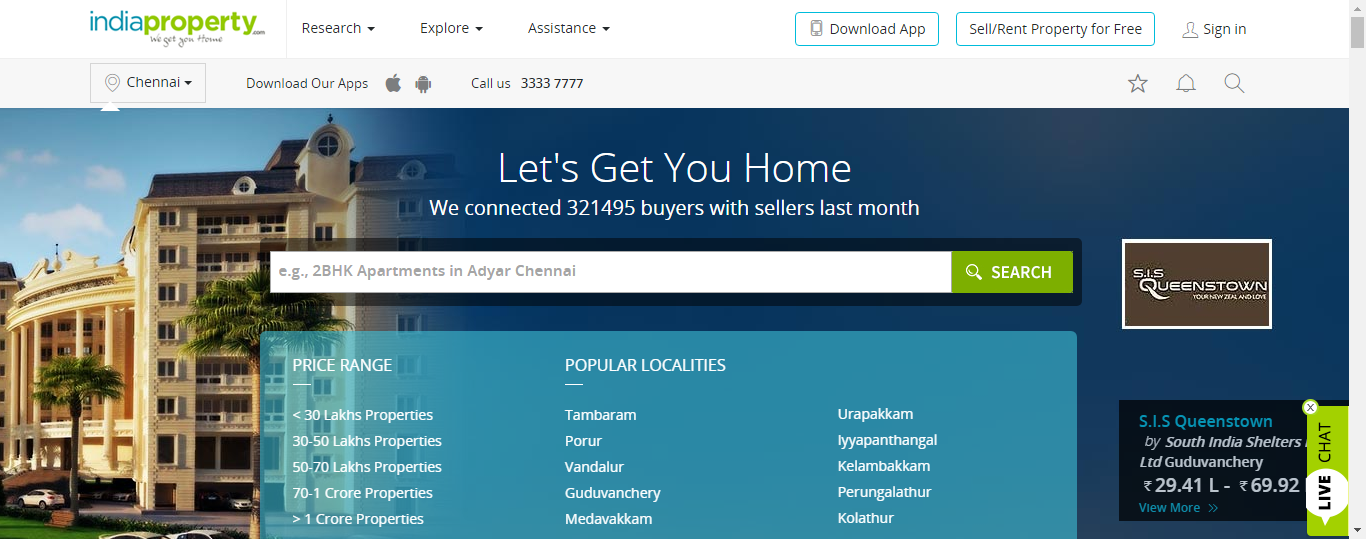 indiaproperty.com
We get you Home
Research
Explore
Assistance
Download App
Sell/Rent Property for Free
Sign in
Chennai
Download Our Apps
Call us 3333 7777
Let's Get You Home
We connected 321495 buyers with sellers last month
e.g., 2BHK Apartments in Adyar Chennai
SEARCH
S.I.S
QUEENSTOWN
YOUR NEW ZEAL AND LOVE
PRICE RANGE
< 30 Lakhs Properties
30-50 Lakhs Properties
50-70 Lakhs Properties
70-1 Crore Properties
> 1 Crore Properties
POPULAR LOCALITIES
Tambaram
Porur
Vandalur
Guduvanchery
Medavakkam
Urapakkam
Iyyapanthangal
Kelambakkam
Perungalathur
Kolathur
S.I.S Queenstown
by South India Shelters
Ltd Guduvanchery
₹ 29.41 L - ₹ 69.92
View More »
X
LIVE CHAT